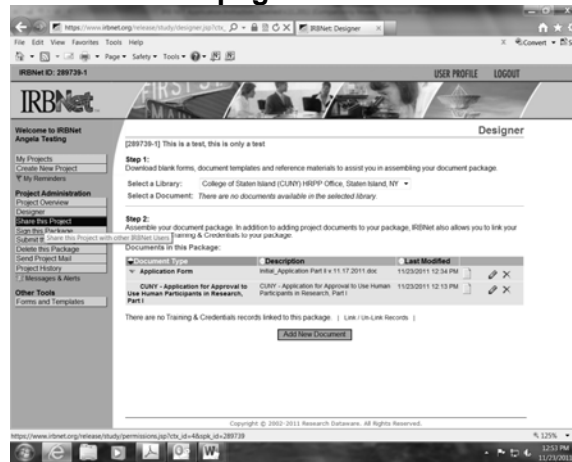 https://www.irbnet.org/release/study/designer.jsp?ctx_
IRBNet: Designer
File Edit View Favorites Tools Help
Convert
Page Safety Tools
IRBNet ID: 289739-1
USER PROFILE LOGOUT
IRBNet
Welcome to IRBNet
Angela Testing
Designer
[289739-1] This is a test, this is only a test
My Projects
Create New Project
My Reminders
Project Administration
Project Overview
Designer
Share this Project
Sign this Package
Submit
Share this Project with other IRBNet Users
Delete this Package
Send Project Mail
Project History
Messages & Alerts
Other Tools
Forms and Templates
Step 1:
Download blank forms, document templates and reference materials to assist you in assembling your document package.
Select a Library: College of Staten Island (CUNY) HRPP Office, Staten Island, NY
Select a Document: There are no documents available in the selected library.
Step 2:
Assemble your document package. In addition to adding project documents to your package, IRBNet also allows you to link your
Training & Credentials to your package.
Documents in this Package:
Document Type Description Last Modified
Application Form Initial_Application Part II v 11.17.2011.doc 11/23/2011 12:34 PM
CUNY - Application for Approval to Use Human Participants in Research, Part I CUNY - Application for Approval to Use Human Participants in Research, Part I 11/23/2011 12:13 PM
There are no Training & Credentials records linked to this package. | Link / Un-Link Records |
Add New Document
Copyright © 2002-2011 Research Dataware. All Rights Reserved.
https://www.irbnet.org/release/study/permissions.jsp?ctx_id=4&spk_id=289739
125%
12:53 PM
11/23/2011